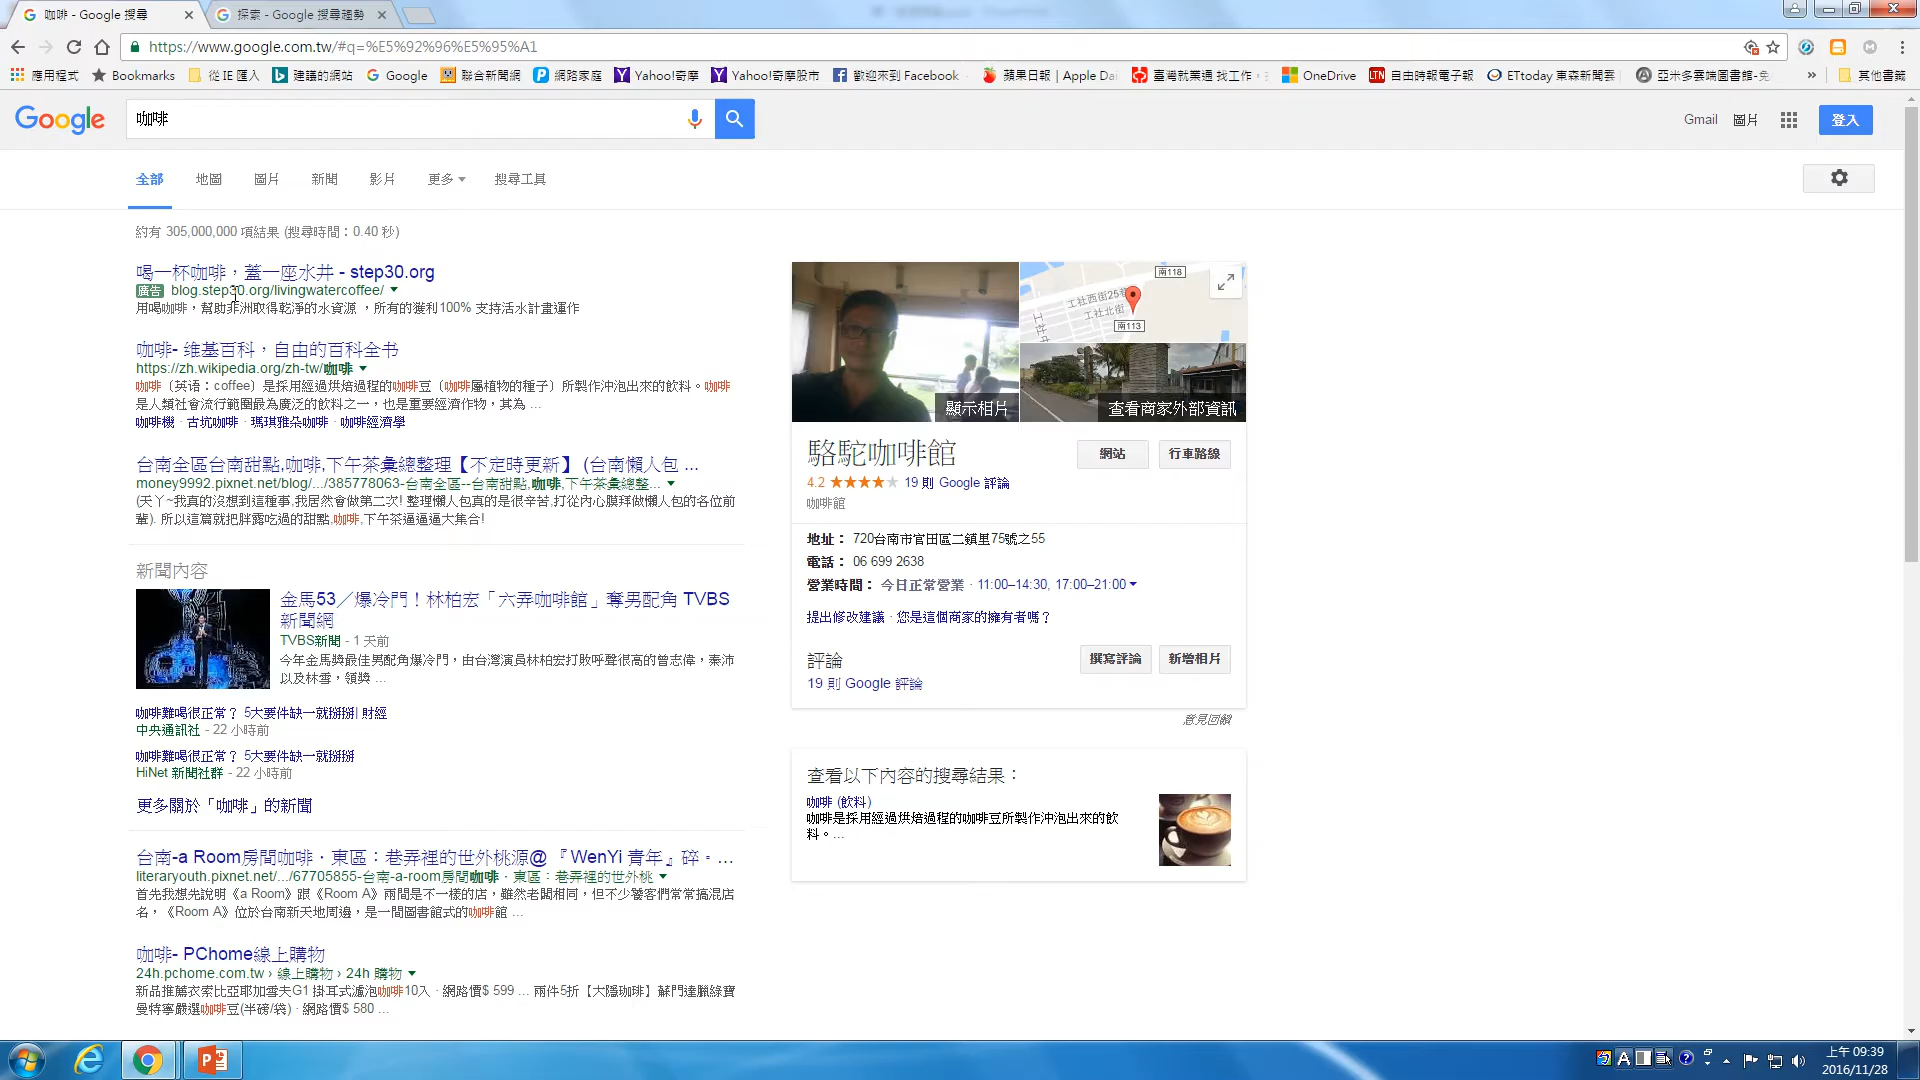 咖啡 - Google 搜尋
探索 - Google 搜尋趨勢
https://www.google.com.tw/#q=%E5%92%96%E5%95%A1
應用程式
Bookmarks
從 IE 匯入
建議的網站
Google
聯合新聞網
網路家庭
Yahoo!奇摩
Yahoo!奇摩股市
歡迎來到 Facebook
蘋果日報 | Apple Dai
臺灣就業通 找工作,
OneDrive
自由時報電子報
ETtoday 東森新聞雲
亞米多雲端圖書館-免
其他書籤
Google
咖啡
Gmail
圖片
登入
全部
地圖
圖片
新聞
影片
更多
搜尋工具
約有 305,000,000 項結果 (搜尋時間:0.40 秒)
喝一杯咖啡,蓋一座水井 - step30.org
廣告 blog.step30.org/livingwatercoffee/
用喝咖啡,幫助非洲取得乾淨的水資源 ,所有的獲利100% 支持活水計畫運作
咖啡- 维基百科,自由的百科全书
https://zh.wikipedia.org/zh-tw/咖啡
咖啡(英语:coffee)是採用經過烘焙過程的咖啡豆(咖啡屬植物的種子)所製作沖泡出來的飲料。咖啡
是人類社會流行範圍最為廣泛的飲料之一,也是重要經濟作物,其為 ...
咖啡機 · 古坑咖啡 · 瑪琪雅朵咖啡 · 咖啡經濟學
台南全區台南甜點,咖啡,下午茶彙總整理【不定時更新】 (台南懶人包 ...
money9992.pixnet.net/blog/.../385778063-台南全區--台南甜點,咖啡,下午茶彙總整...
(天丫~我真的沒想到這種事,我居然會做第二次! 整理懶人包真的是很辛苦,打從內心膜拜做懶人包的各位前
輩). 所以這篇就把胖露吃過的甜點,咖啡,下午茶逼逼逼大集合!
新聞內容
金馬53/爆冷門!林柏宏「六弄咖啡館」奪男配角 TVBS
新聞網
TVBS新聞 - 1 天前
今年金馬獎最佳男配角爆冷門,由台灣演員林柏宏打敗呼聲很高的曾志偉,秦沛
以及林雪,領獎 ...
咖啡難喝很正常? 5大要件缺一就掰掰| 財經
中央通訊社 - 22 小時前
咖啡難喝很正常? 5大要件缺一就掰掰
HiNet 新聞社群 - 22 小時前
更多關於「咖啡」的新聞
台南-a Room房間咖啡‧東區:巷弄裡的世外桃源@ 『WenYi 青年』碎。...
literaryouth.pixnet.net/.../67705855-台南-a-room房間咖啡‧東區:巷弄裡的世外桃
首先我想先說明《a Room》跟《Room A》兩間是不一樣的店,雖然老闆相同,但不少饕客們常常搞混店
名,《Room A》位於台南新天地周邊,是一間圖書館式的咖啡館 ...
咖啡- PChome線上購物
24h.pchome.com.tw › 線上購物 › 24h 購物
新品推薦衣索比亞耶加雪夫G1 掛耳式濾泡咖啡10入 · 網路價$ 599 ... 兩件5折【大隱珈琲】蘇門達臘綠寶
曼特寧嚴選咖啡豆(半磅/袋) · 網路價$ 580 ...
工社西街25巷
工社北街
工社
南118
南113
顯示相片
查看商家外部資訊
駱駝咖啡館
網站
行車路線
4.2
19 則 Google 評論
咖啡館
地址: 720台南市官田區二鎮里75號之55
電話: 06 699 2638
營業時間: 今日正常營業 · 11:00–14:30, 17:00–21:00
提出修改建議 · 您是這個商家的擁有者嗎?
評論
撰寫評論
新增相片
19 則 Google 評論
意見回饋
查看以下內容的搜尋結果:
咖啡 (飲料)
咖啡是採用經過烘焙過程的咖啡豆所製作沖泡出來的飲
料。...
上午 09:39
2016/11/28